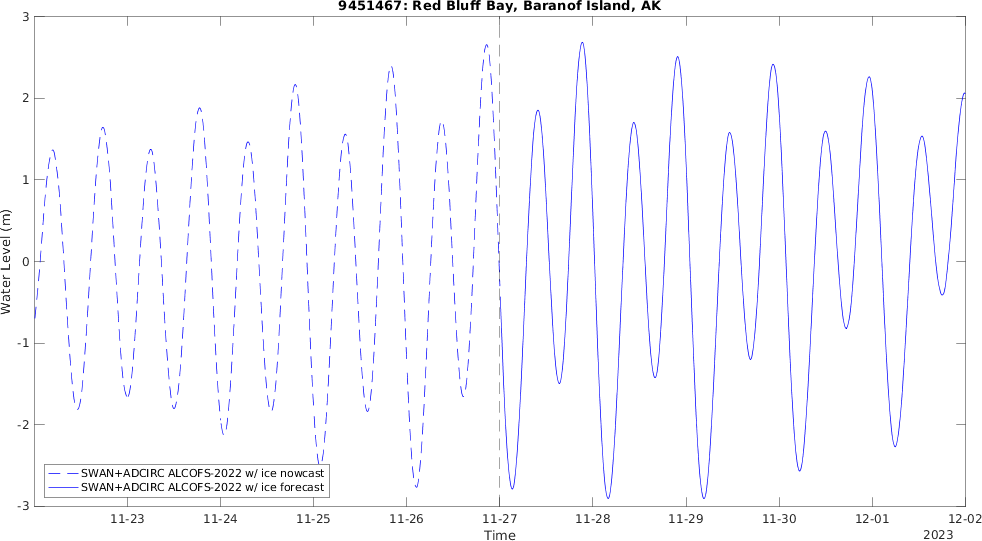 9451467: Red Bluff Bay, Baranof Island, AK
3
2
1
0
-1
-2
-3
Water Level (m)
SWAN+ADCIRC ALCOFS-2022 w/ ice nowcast
SWAN+ADCIRC ALCOFS-2022 w/ ice forecast
11-23 11-24 11-25 11-26 11-27 11-28 11-29 11-30 12-01 12-02
Time
2023